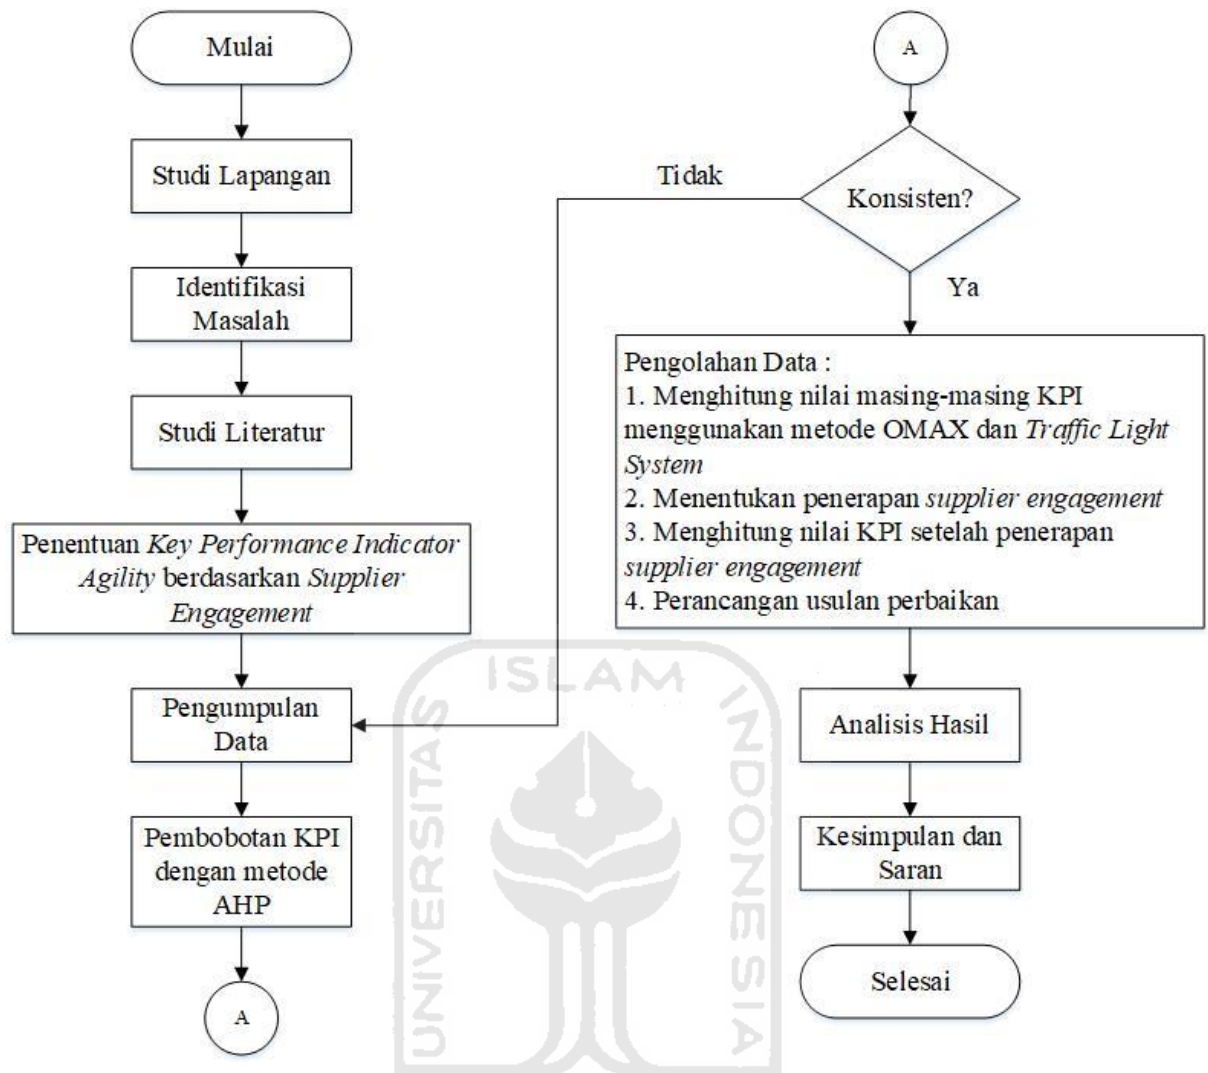 Mulai
Studi Lapangan
Identifikasi
Masalah
Studi Literatur
Penentuan Key Performance Indicator
Agility berdasarkan Supplier
Engagement
Pengumpulan
Data
Pembobotan KPI
dengan metode
AHP
A
A
Konsisten?
Tidak
Ya
Pengolahan Data :
1. Menghitung nilai masing-masing KPI
menggunakan metode OMAX dan Traffic Light
System
2. Menentukan penerapan supplier engagement
3. Menghitung nilai KPI setelah penerapan
supplier engagement
4. Perancangan usulan perbaikan
Analisis Hasil
Kesimpulan dan
Saran
Selesai
UNIVERSITAS
ISLAM
INDONESIA